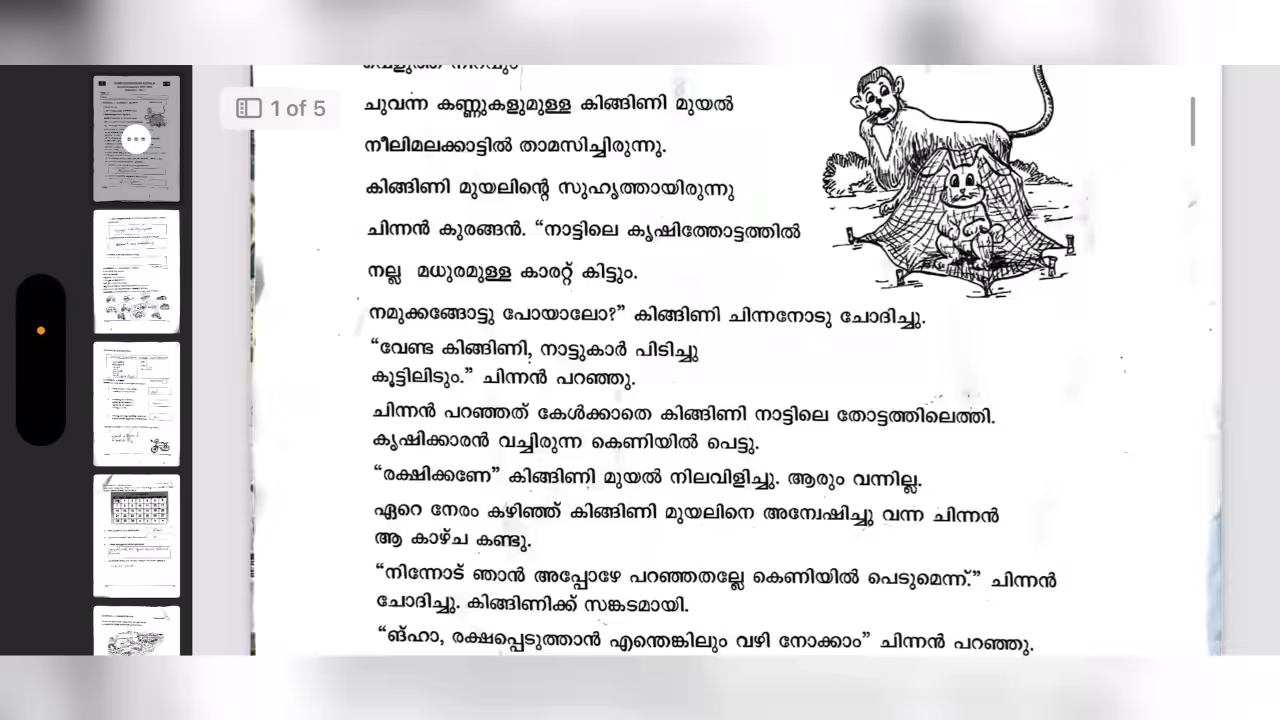 1 of 5
വെളുത്ത നിറവും
ചുവന്ന കണ്ണുകളുമുള്ള കിങ്ങിണി മുയൽ
നീലിമലക്കാട്ടിൽ താമസിച്ചിരുന്നു.
കിങ്ങിണി മുയലിന്റെ സുഹൃത്തായിരുന്നു
ചിന്നൻ കുരങ്ങൻ. “നാട്ടിലെ കൃഷിത്തോട്ടത്തിൽ
നല്ല മധുരമുള്ള കാരറ്റ് കിട്ടും.
നമുക്കങ്ങോട്ടു പോയാലോ?” കിങ്ങിണി ചിന്നനോടു ചോദിച്ചു.
“വേണ്ട കിങ്ങിണി, നാട്ടുകാർ പിടിച്ചു
കൂട്ടിലിടും.” ചിന്നൻ പറഞ്ഞു.
ചിന്നൻ പറഞ്ഞത് കേൾക്കാതെ കിങ്ങിണി നാട്ടിലെ തോട്ടത്തിലെത്തി.
കൃഷിക്കാരൻ വച്ചിരുന്ന കെണിയിൽ പെട്ടു.
“രക്ഷിക്കണേ” കിങ്ങിണി മുയൽ നിലവിളിച്ചു. ആരും വന്നില്ല.
ഏറെ നേരം കഴിഞ്ഞ് കിങ്ങിണി മുയലിനെ അന്വേഷിച്ചു വന്ന ചിന്നൻ
ആ കാഴ്ച കണ്ടു.
“നിന്നോട് ഞാൻ അപ്പോഴേ പറഞ്ഞതല്ലേ കെണിയിൽ പെടുമെന്ന്.” ചിന്നൻ
ചോദിച്ചു. കിങ്ങിണിക്ക് സങ്കടമായി.
“ങ്ഹാ, രക്ഷപ്പെടുത്താൻ എന്തെങ്കിലും വഴി നോക്കാം” ചിന്നൻ പറഞ്ഞു.